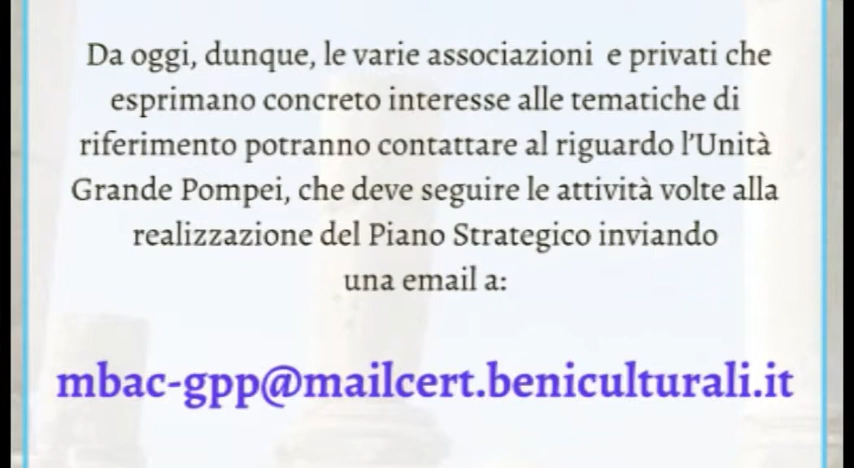 Da oggi, dunque, le varie associazioni e privati che
esprimano concreto interesse alle tematiche di
riferimento potranno contattare al riguardo l'Unità
Grande Pompei, che deve seguire le attività volte alla
realizzazione del Piano Strategico inviando
una email a:
mbac-gpp@mailcert.beniculturali.it